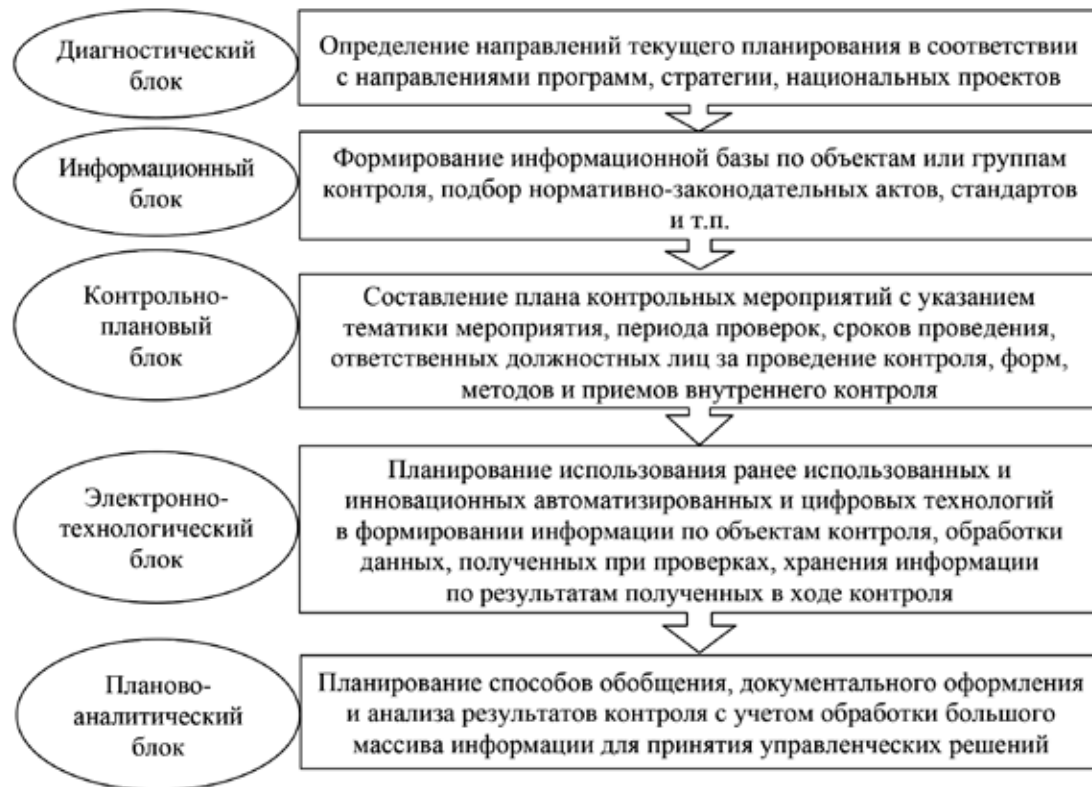 Диагностический
блок
Определение направлений текущего планирования в соответствии
с направлениями программ, стратегии, национальных проектов
Информационный
блок
Формирование информационной базы по объектам или группам
контроля, подбор нормативно-законодательных актов, стандартов
и т.п.
Контрольно-
плановый
блок
Составление плана контрольных мероприятий с указанием
тематики мероприятия, периода проверок, сроков проведения,
ответственных должностных лиц за проведение контроля, форм,
методов и приемов внутреннего контроля
Электронно-
технологический
блок
Планирование использования ранее использованных и
инновационных автоматизированных и цифровых технологий
в формировании информации по объектам контроля, обработки
данных, полученных при проверках, хранения информации
по результатам полученных в ходе контроля
Планово-
аналитический
блок
Планирование способов обобщения, документального оформления
и анализа результатов контроля с учетом обработки большого
массива информации для принятия управленческих решений